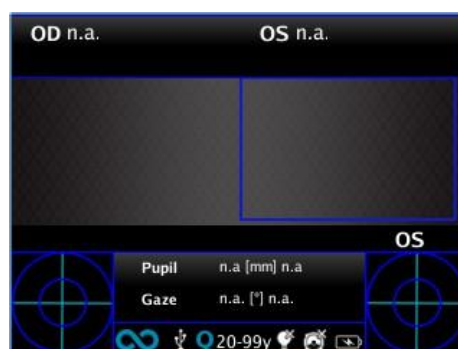 OD n.a. OS n.a.
OS
Pupil n.a [mm] n.a
Gaze n.a. [°] n.a.
20-99y